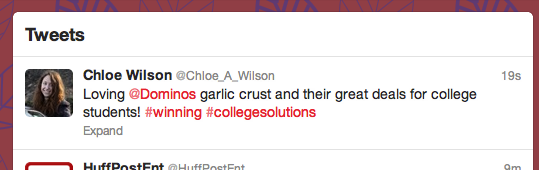 Tweets
Chloe Wilson @Chloe_A_Wilson 19s
Loving @Dominos garlic crust and their great deals for college
students! #winning #collegesolutions
Expand
HuffPostEnt @HuffPostEnt 9m